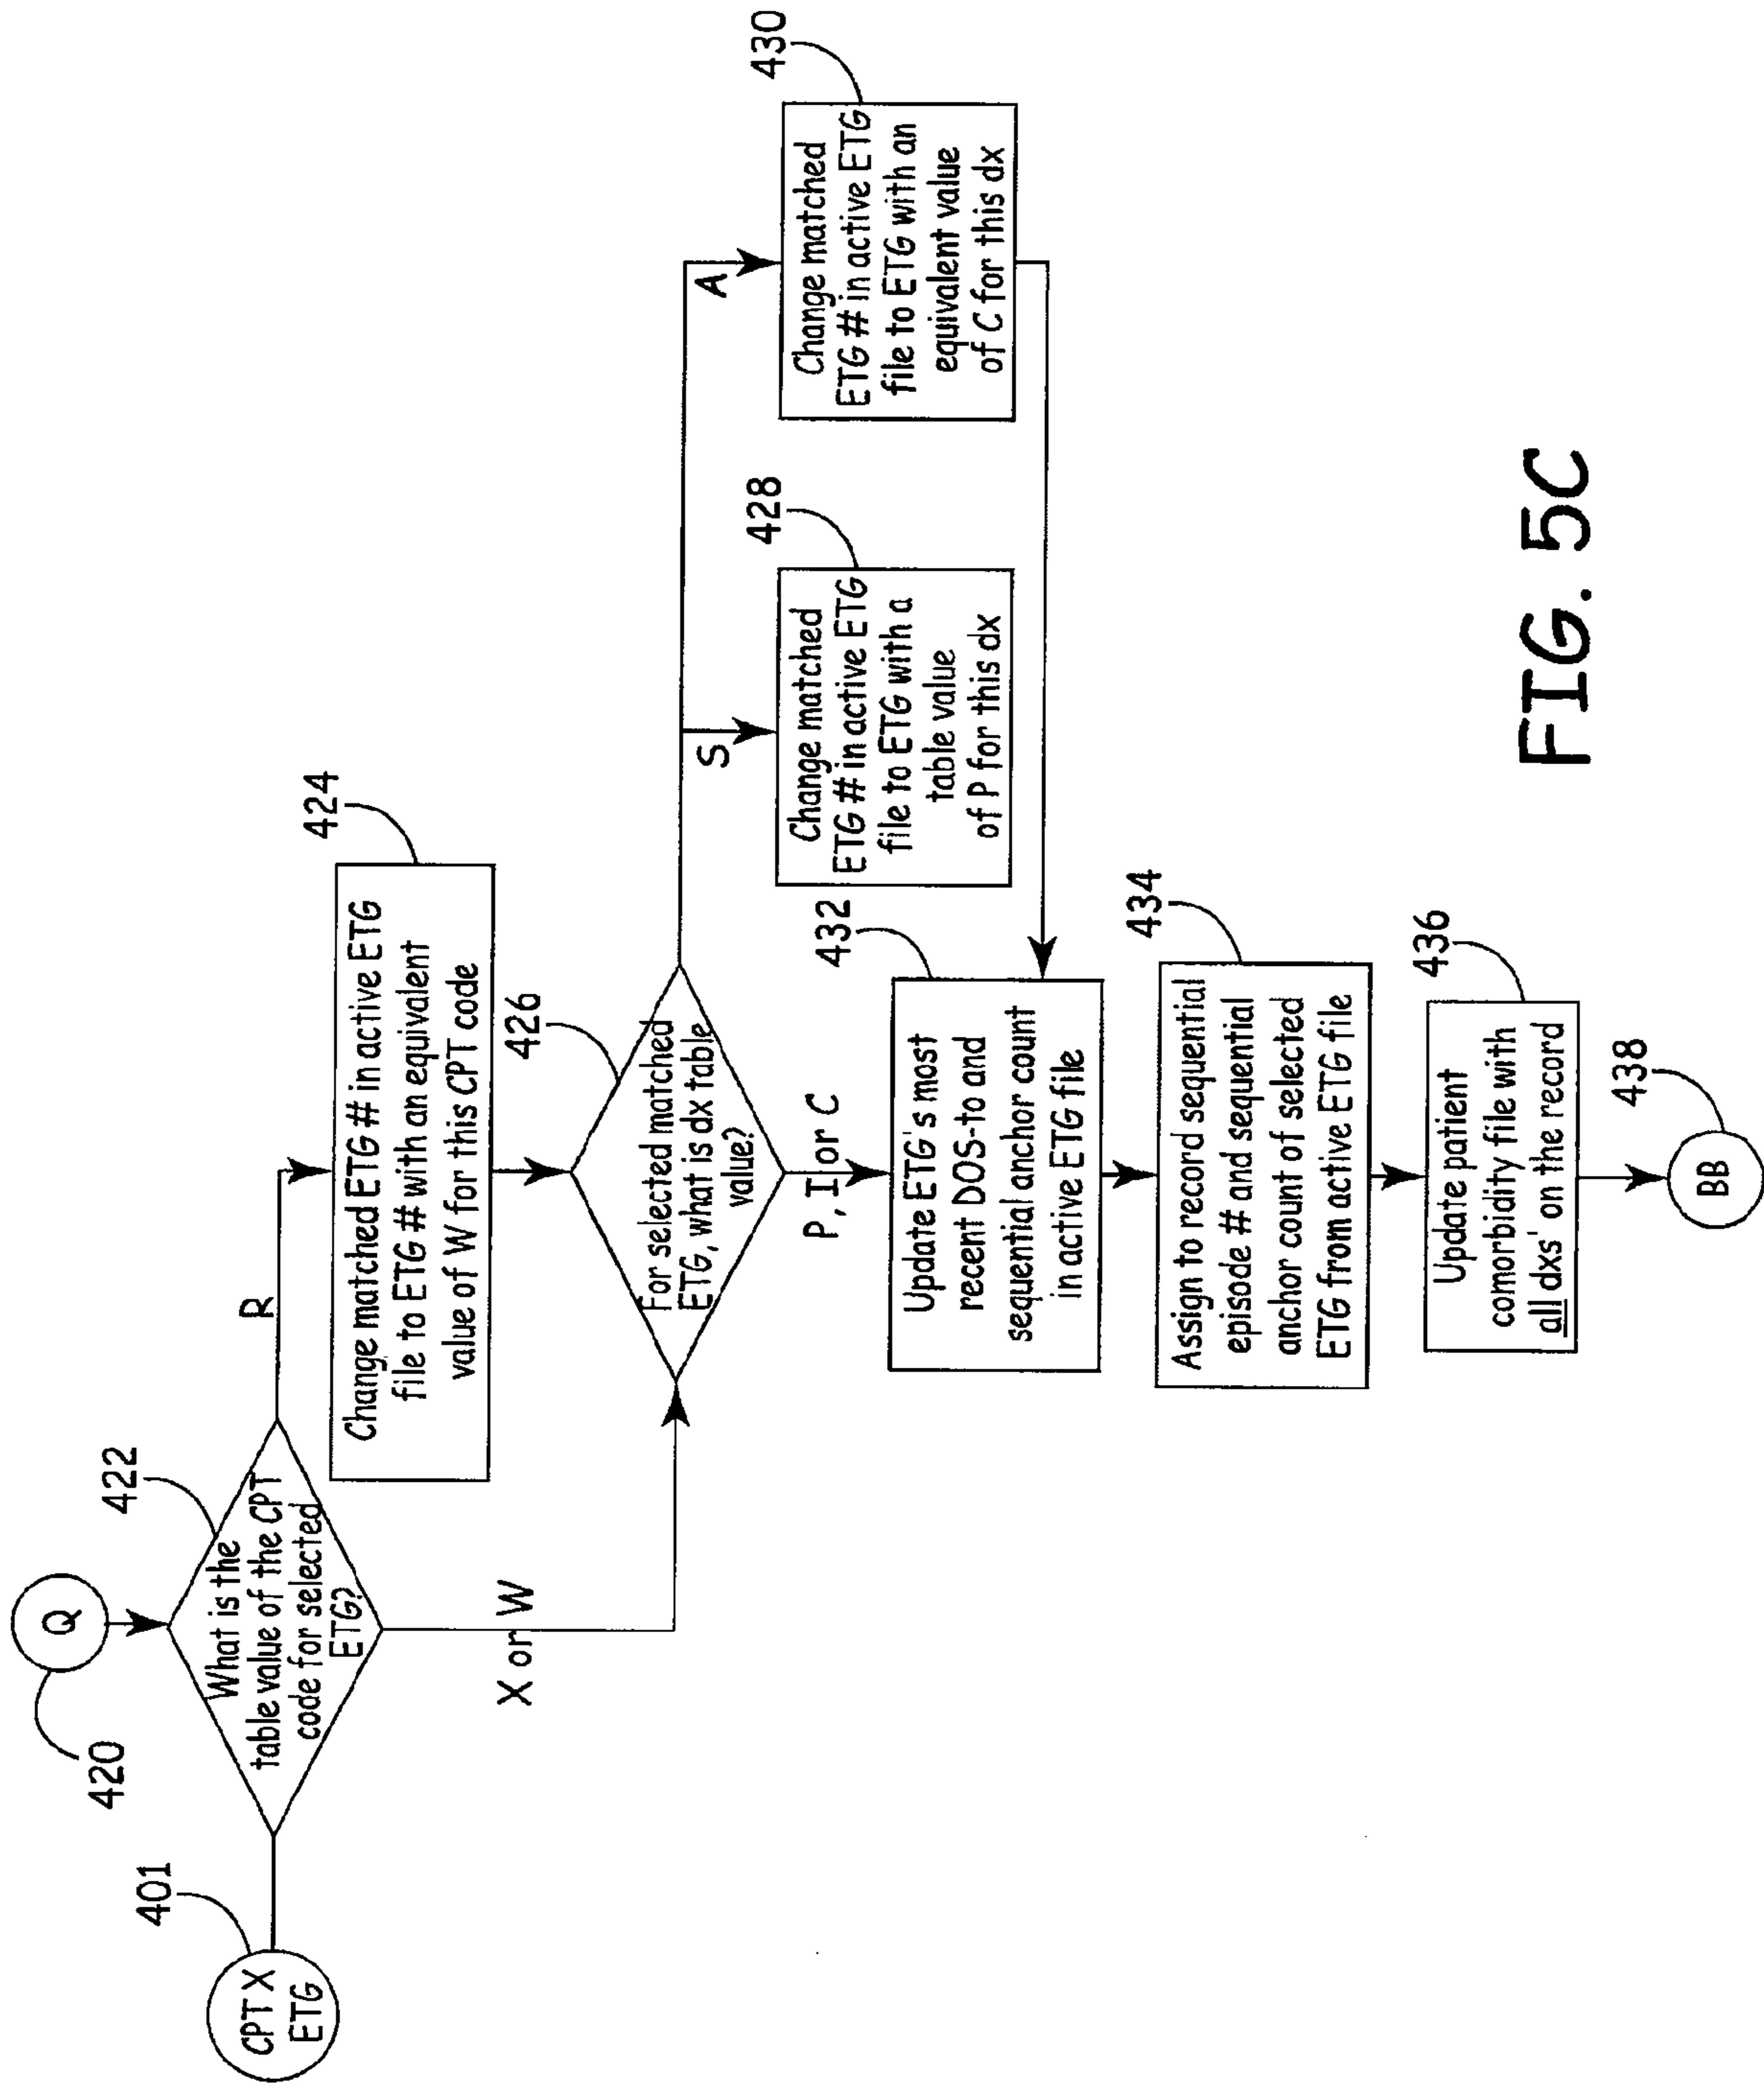 420
Q
401
CPT X
ETG
422
What is the
table value of the CPT
code for selected
ETG?
R
X or W
424
Change matched ETG # in active ETG
file to ETG # with an equivalent
value of W for this CPT code
426
For selected matched
ETG, what is dx table
value?
S
A
P, I or C
428
Change matched
ETG # in active ETG
file to ETG with a
table value
of P for this dx
430
Change matched
ETG # in active ETG
file to ETG with an
equivalent value
of C for this dx
432
Update ETG's most
recent DOS-to and
sequential anchor count
in active ETG file
434
Assign to record sequential
episode # and sequential
anchor count of selected
ETG from active ETG file
436
Update patient
comorbidity file with
all dxs' on the record
438
BB
FIG. 5C